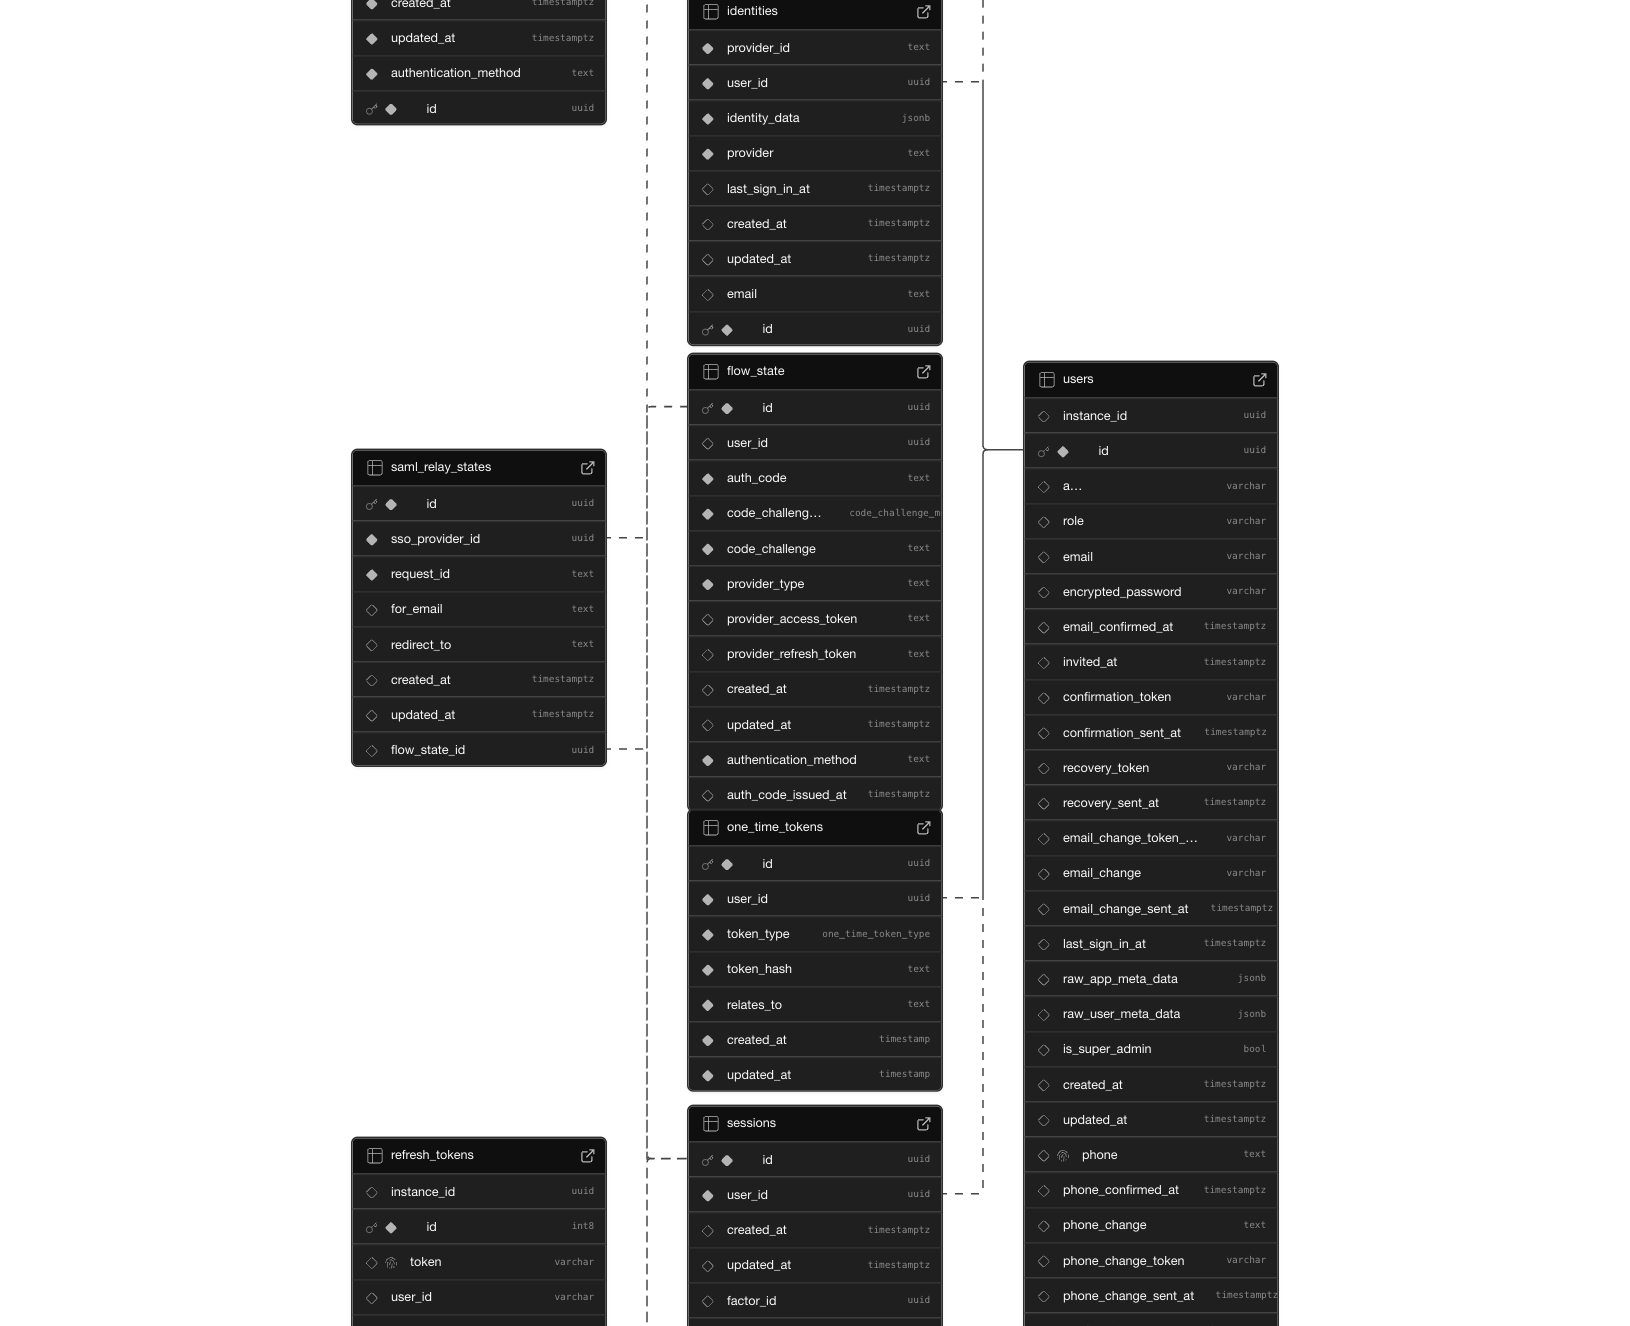 created_at timestamptz
updated_at timestamptz
authentication_method text
id uuid
saml_relay_states
id uuid
sso_provider_id uuid
request_id text
for_email text
redirect_to text
created_at timestamptz
updated_at timestamptz
flow_state_id uuid
refresh_tokens
instance_id uuid
id int8
token varchar
user_id varchar
identities
provider_id text
user_id uuid
identity_data jsonb
provider text
last_sign_in_at timestamptz
created_at timestamptz
updated_at timestamptz
email text
id uuid
flow_state
id uuid
user_id uuid
auth_code text
code_challeng... code_challenge_m
code_challenge text
provider_type text
provider_access_token text
provider_refresh_token text
created_at timestamptz
updated_at timestamptz
authentication_method text
auth_code_issued_at timestamptz
one_time_tokens
id uuid
user_id uuid
token_type one_time_token_type
token_hash text
relates_to text
created_at timestamp
updated_at timestamp
sessions
id uuid
user_id uuid
created_at timestamptz
updated_at timestamptz
factor_id uuid
users
instance_id uuid
id uuid
a... varchar
role varchar
email varchar
encrypted_password varchar
email_confirmed_at timestamptz
invited_at timestamptz
confirmation_token varchar
confirmation_sent_at timestamptz
recovery_token varchar
recovery_sent_at timestamptz
email_change_token_... varchar
email_change varchar
email_change_sent_at timestamptz
last_sign_in_at timestamptz
raw_app_meta_data jsonb
raw_user_meta_data jsonb
is_super_admin bool
created_at timestamptz
updated_at timestamptz
phone text
phone_confirmed_at timestamptz
phone_change text
phone_change_token varchar
phone_change_sent_at timestamptz